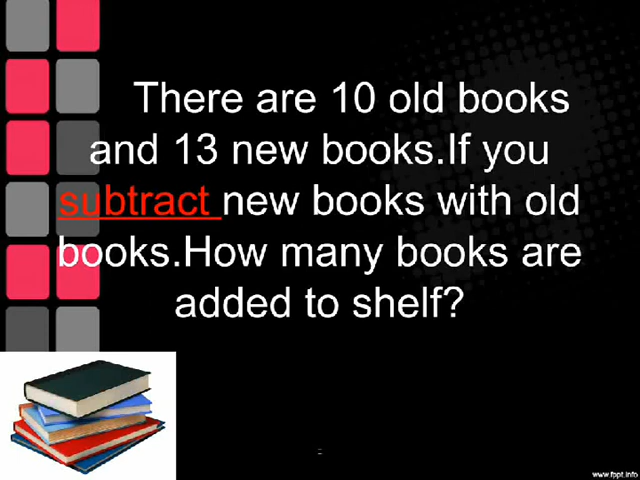 There are 10 old books
and 13 new books.If you
subtract new books with old
books.How many books are
added to shelf?
www.fppt.info